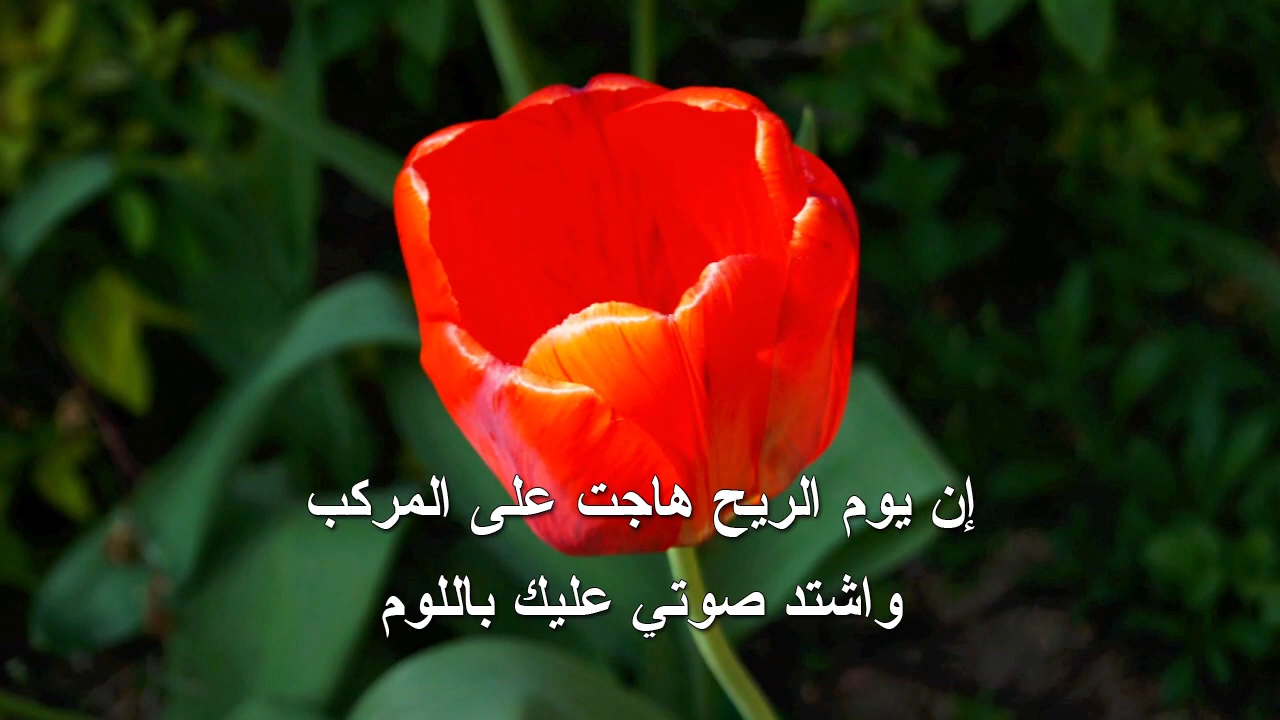 إن يوم الريح هاجت على المركب
واشتد صوتي عليك باللوم